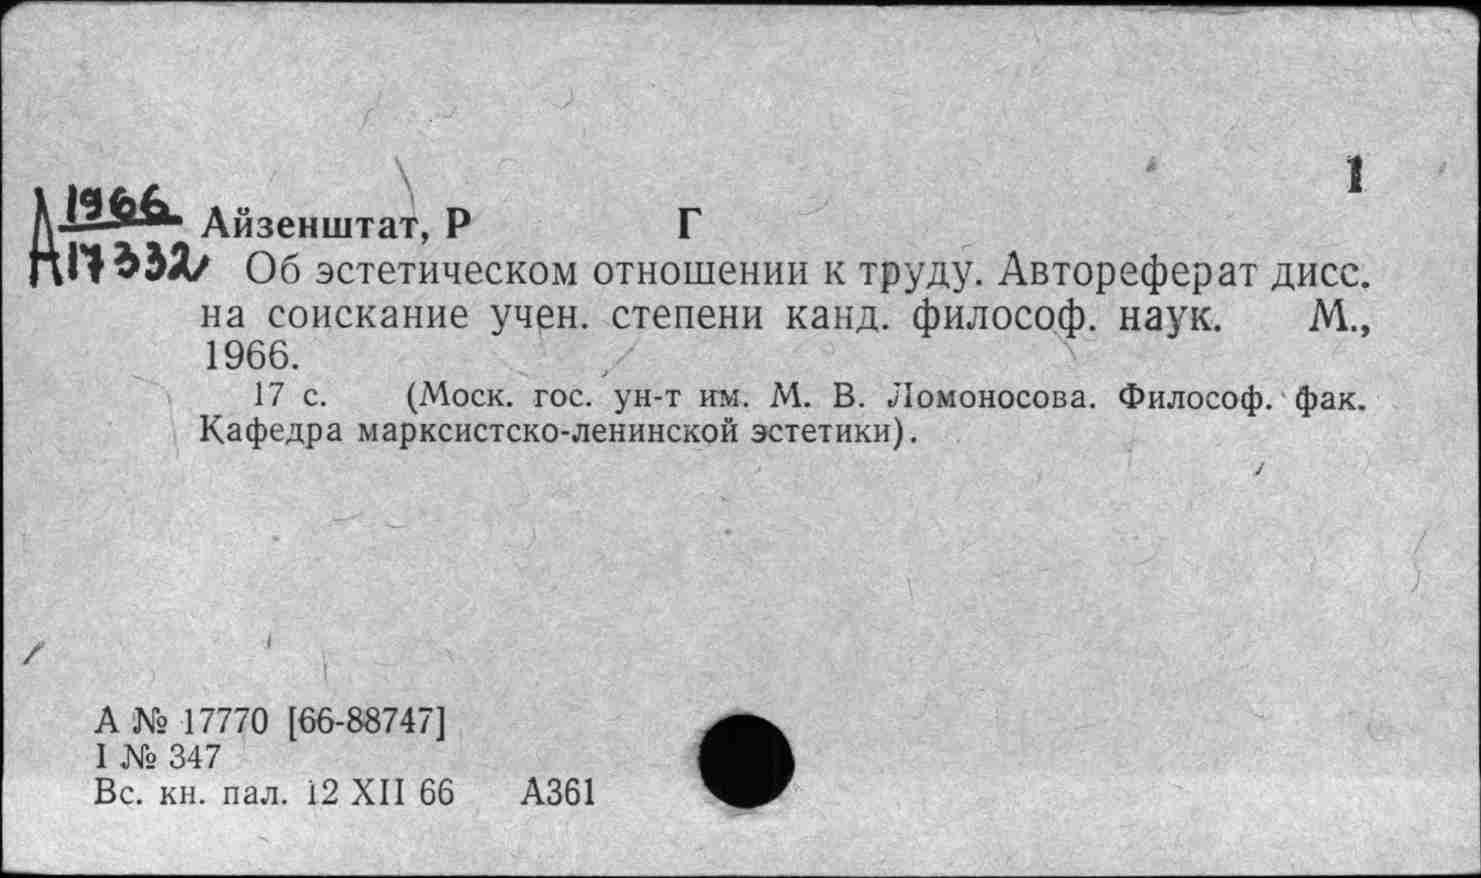 1
А 1966
А17332
Айзенштат, Р Г
Об эстетическом отношении к труду. Автореферат дисс.
на соискание учен. степени канд. философ. наук. М.,
1966.
17 с. (Моск. гос. ун-т им. М. В. Ломоносова. Философ. фак.
Кафедра марксистско-ленинской эстетики).
А № 17770 [66-88747]
I № 347
Вс. кн. пал. 12 XII 66 А361